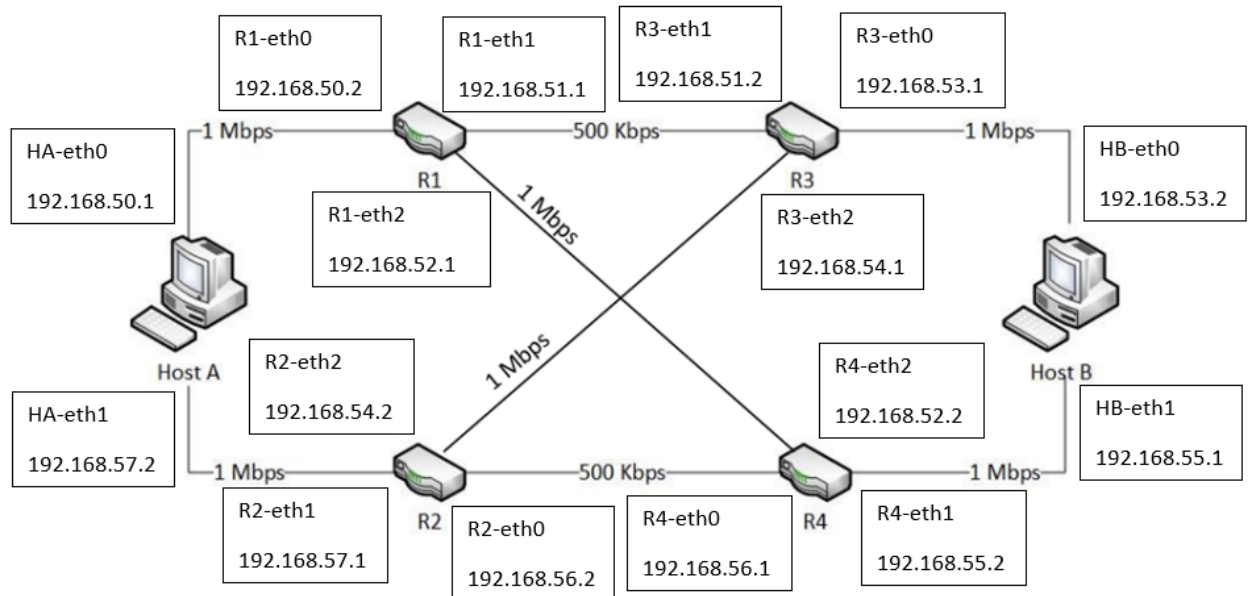 R1-eth0
192.168.50.2
R1-eth1
192.168.51.1
R3-eth1
192.168.51.2
R3-eth0
192.168.53.1
HA-eth0
192.168.50.1
1 Mbps
500 Kbps
1 Mbps
HB-eth0
192.168.53.2
R1
R3
R1-eth2
192.168.52.1
1 Mbps
R3-eth2
192.168.54.1
Host A
R2-eth2
192.168.54.2
1 Mbps
R4-eth2
192.168.52.2
Host B
HA-eth1
192.168.57.2
HB-eth1
192.168.55.1
1 Mbps
500 Kbps
1 Mbps
R2-eth1
192.168.57.1
R2
R2-eth0
192.168.56.2
R4-eth0
192.168.56.1
R4
R4-eth1
192.168.55.2